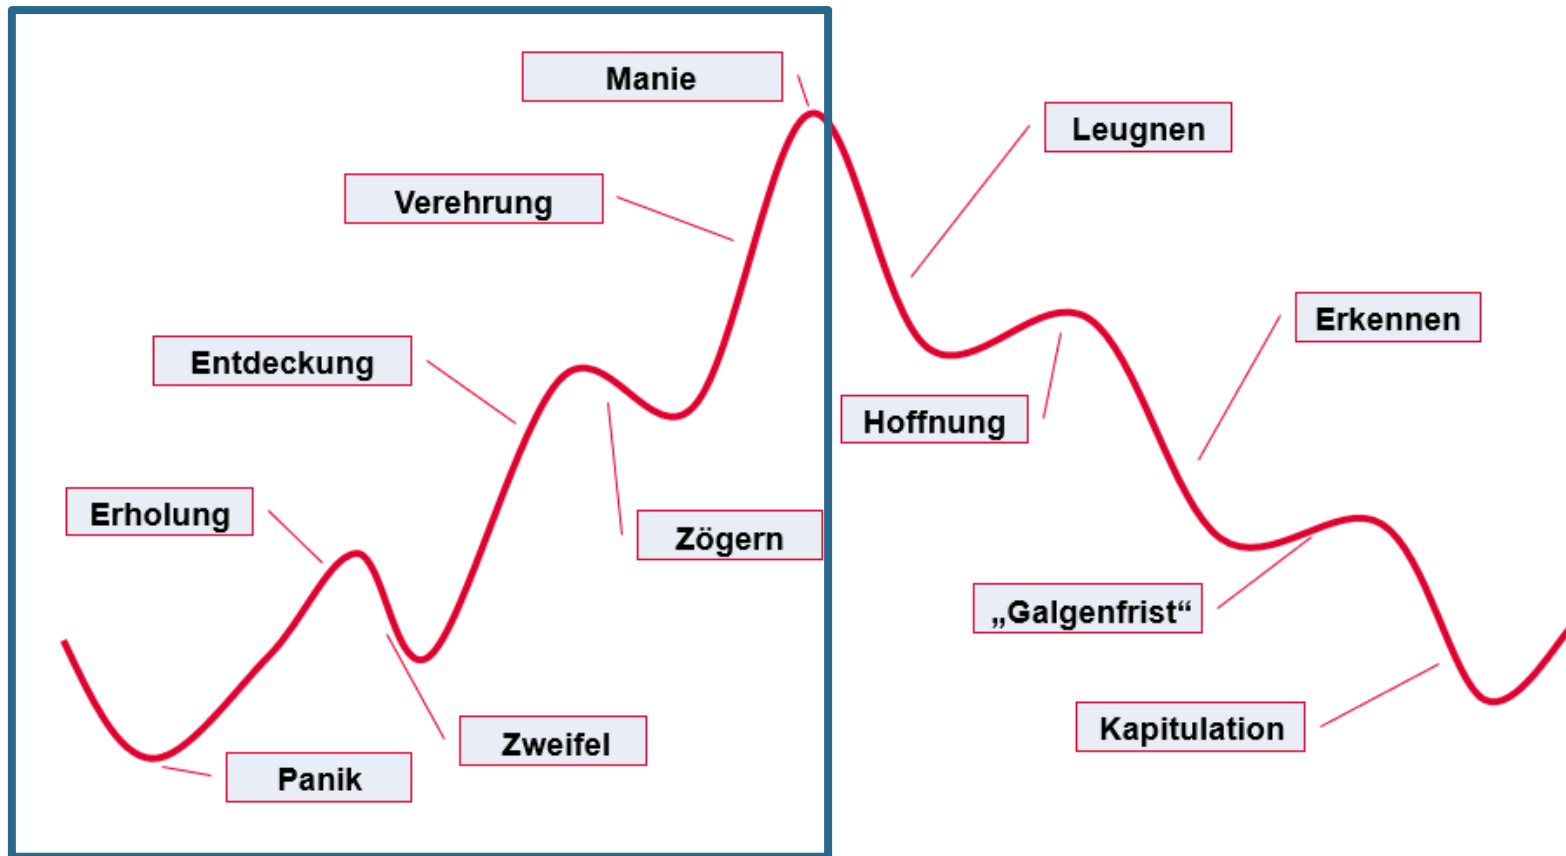 Manie
Leugnen
Verehrung
Erkennen
Entdeckung
Hoffnung
Erholung
Zögern
„Galgenfrist“
Kapitulation
Zweifel
Panik